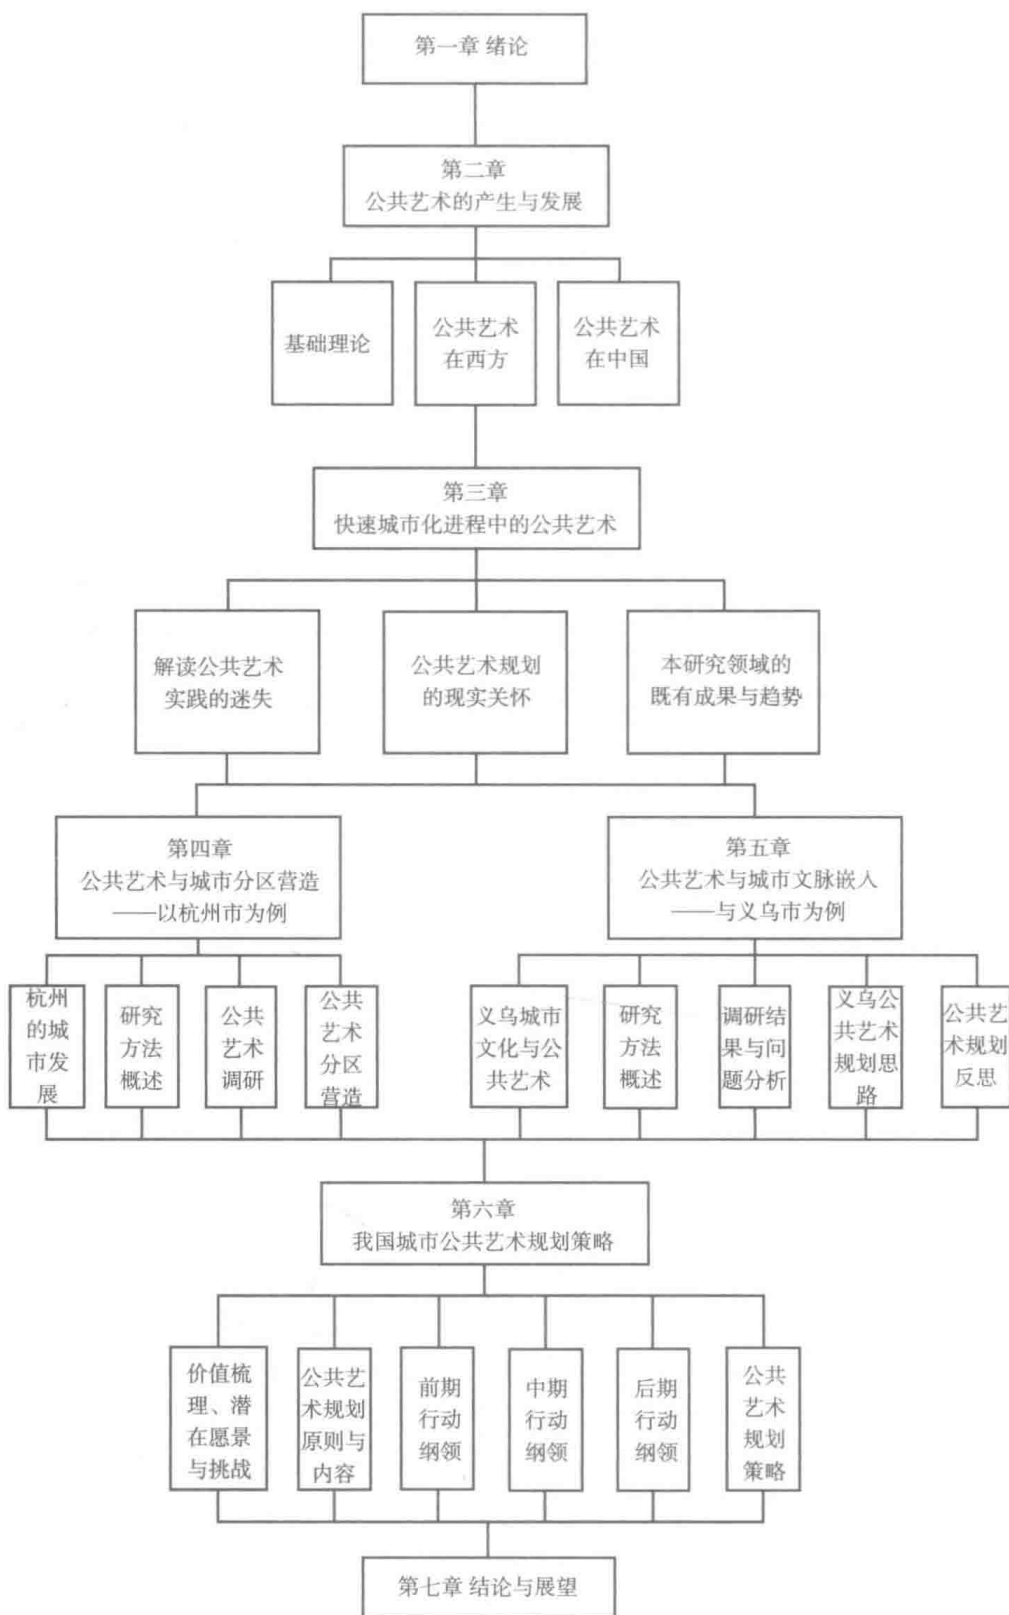 第一章 绪论
第二章
公共艺术的产生与发展
基础理论
公共艺术
在西方
公共艺术
在中国
第三章
快速城市化进程中的公共艺术
解读公共艺术
实践的迷失
公共艺术规划
的现实关怀
本研究领域的
既有成果与趋势
第四章
公共艺术与城市分区营造
——以杭州市为例
第五章
公共艺术与城市文脉嵌入
——与义乌市为例
杭州
的城
市发
展
研究
方法
概述
公共
艺术
调研
公共
艺术
分区
营造
义乌城市
文化与公
共艺术
研究
方法
概述
调研结
果与问
题分析
义乌公
共艺术
规划思
路
公共艺
术规划
反思
第六章
我国城市公共艺术规划策略
价值梳
理、潜
在愿景
与挑战
公共艺
术规划
原则与
内容
前期
行动
纲领
中期
行动
纲领
后期
行动
纲领
公共
艺术
规划
策略
第七章 结论与展望